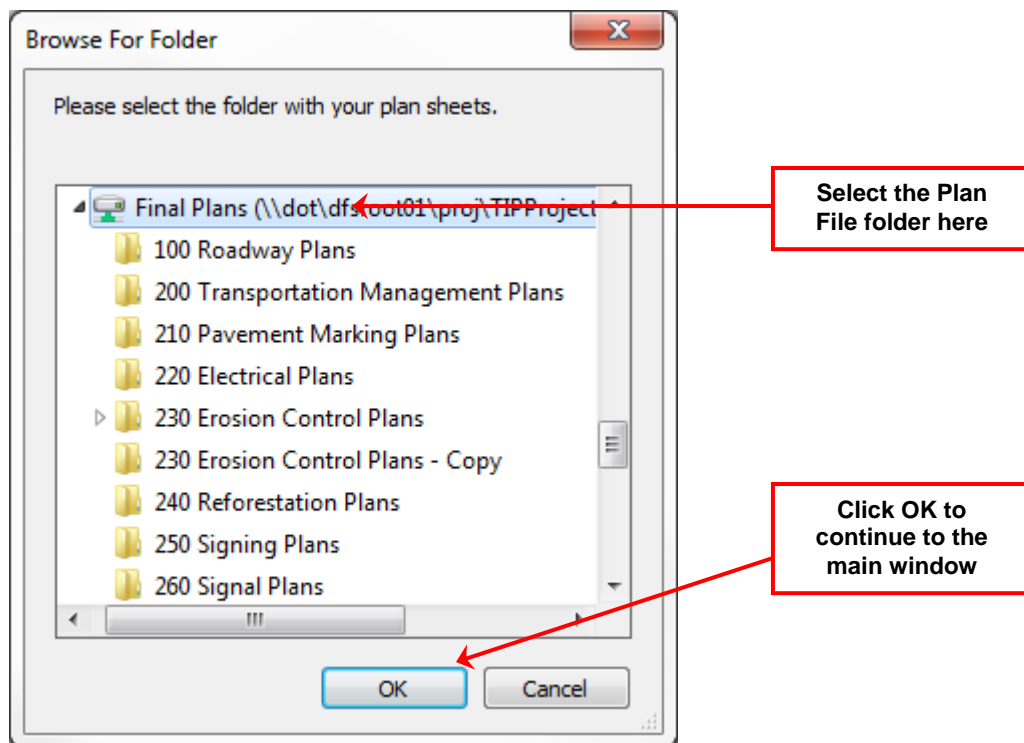 Browse For Folder
Please select the folder with your plan sheets.
Final Plans (\\dot\dfsroot01\proj\TIPProject
100 Roadway Plans
200 Transportation Management Plans
210 Pavement Marking Plans
220 Electrical Plans
230 Erosion Control Plans
230 Erosion Control Plans - Copy
240 Reforestation Plans
250 Signing Plans
260 Signal Plans
OK
Cancel
Select the Plan
File folder here
Click OK to
continue to the
main window